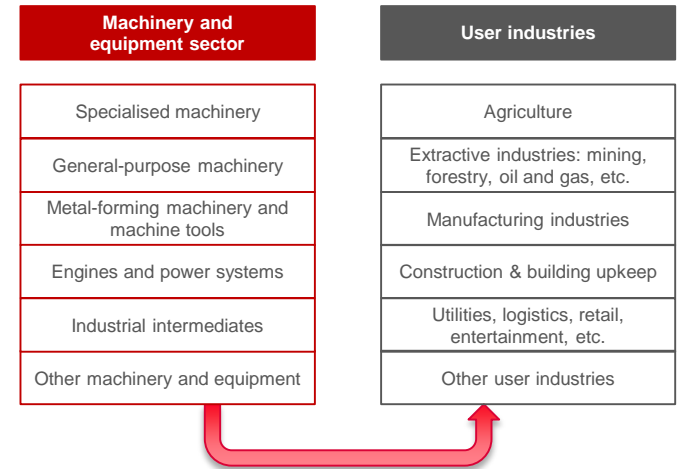 Machinery and
equipment sector
Specialised machinery
General-purpose machinery
Metal-forming machinery and
machine tools
Engines and power systems
Industrial intermediates
Other machinery and equipment
User industries
Agriculture
Extractive industries: mining,
forestry, oil and gas, etc.
Manufacturing industries
Construction & building upkeep
Utilities, logistics, retail,
entertainment, etc.
Other user industries